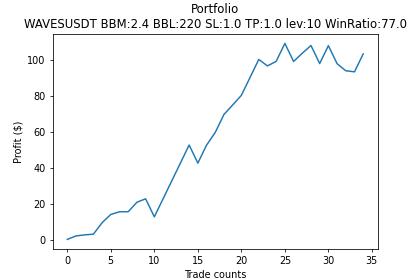 Portfolio
WAVESUSDT BBM:2.4 BBL:220 SL:1.0 TP:1.0 lev:10 WinRatio:77.0
100
80
60
40
20
0
Profit ($)
0 5 10 15 20 25 30 35
Trade counts